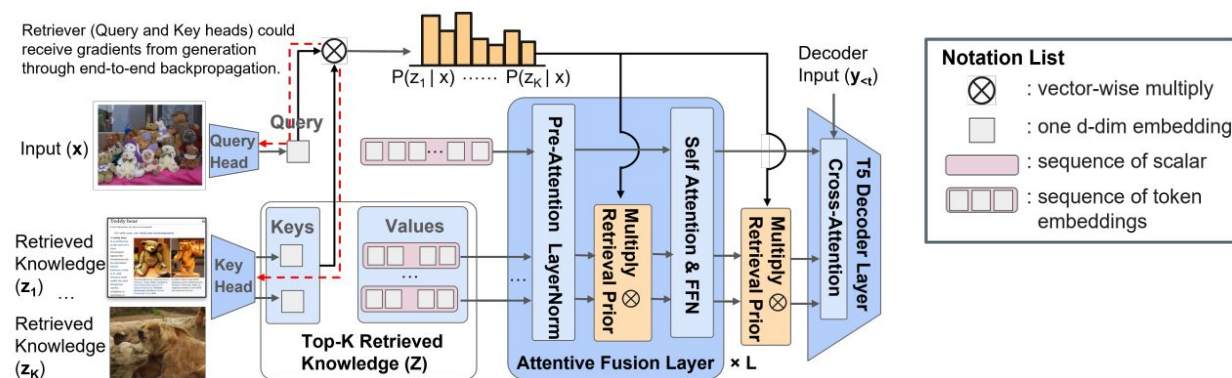 Retriever (Query and Key heads) could
receive gradients from generation
through end-to-end backpropagation.
P(z₁ | x) ...... P(z_K | x)
Decoder
Input (y<t)
Input (x)
Query
Head
Query
...
Retrieved
Knowledge
(z₁)
...
Retrieved
Knowledge
(z_K)
Teddy bear
Key
Head
Keys
Values
...
...
Top-K Retrieved
Knowledge (Z)
Pre-Attention LayerNorm
Multiply ⊗
Retrieval Prior
Self Attention & FFN
Attentive Fusion Layer × L
Multiply ⊗
Retrieval Prior
Cross-Attention
T5 Decoder Layer
Notation List
: vector-wise multiply
: one d-dim embedding
: sequence of scalar
: sequence of token
embeddings